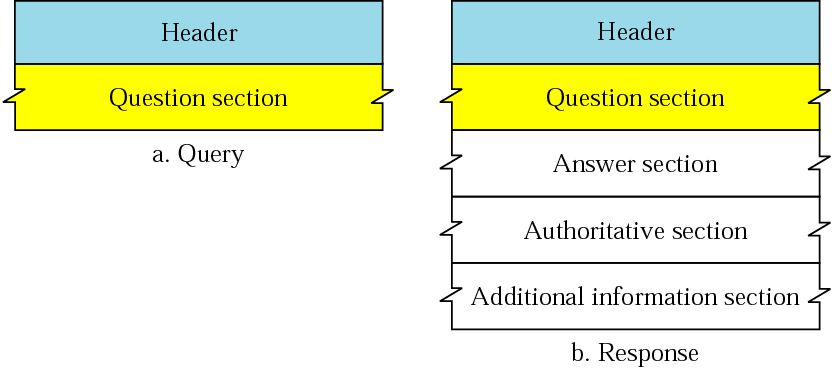 Header
Question section
a. Query
Header
Question section
Answer section
Authoritative section
Additional information section
b. Response